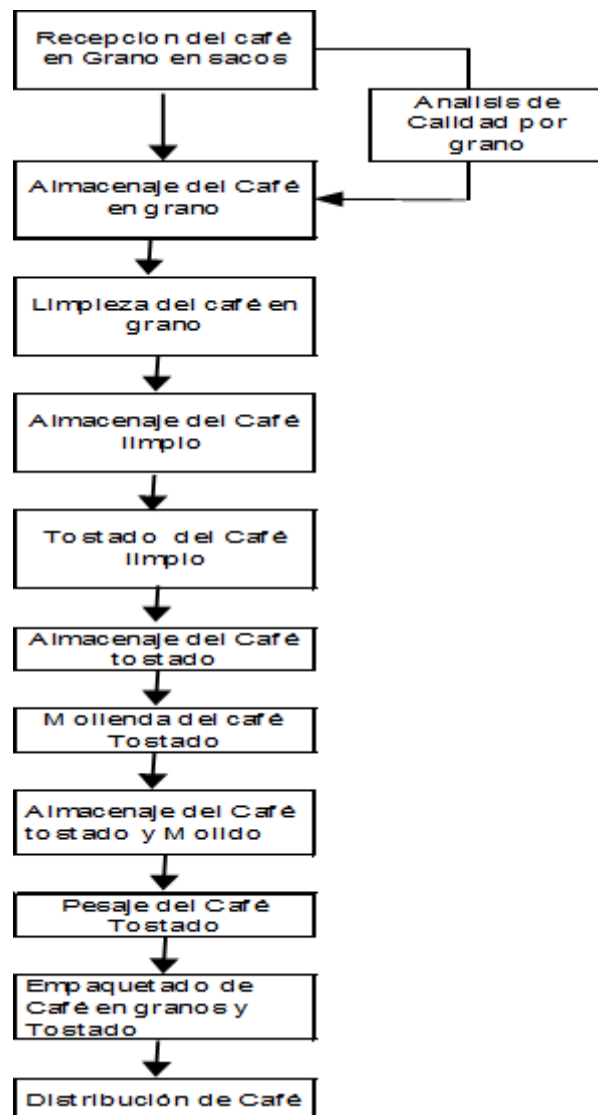 Recepcion del café
en Grano en sacos
Analisis de
Calidad por
grano
Almacenaje del Café
en grano
Limpieza del café en
grano
Almacenaje del Café
limpio
Tostado del Café
limpio
Almacenaje del Café
tostado
Molienda del café
Tostado
Almacenaje del Café
tostado y Molido
Pesaje del Café
Tostado
Empaquetado de
Café en granos y
Tostado
Distribución de Café